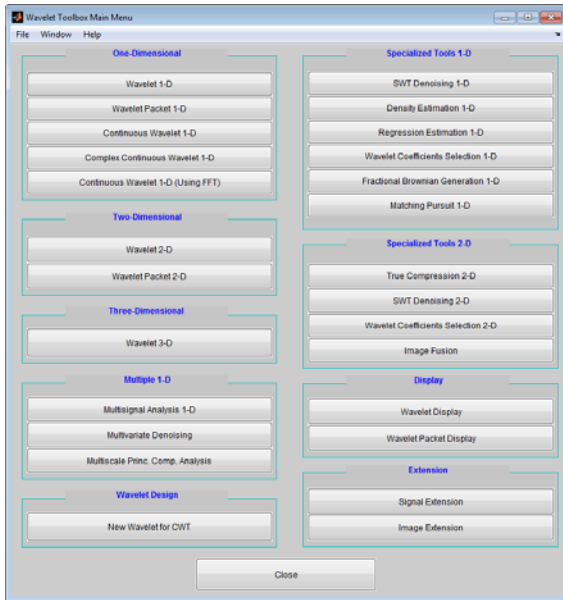 Wavelet Toolbox Main Menu
File Window Help
One-Dimensional
Wavelet 1-D
Wavelet Packet 1-D
Continuous Wavelet 1-D
Complex Continuous Wavelet 1-D
Continuous Wavelet 1-D (Using FFT)
Two-Dimensional
Wavelet 2-D
Wavelet Packet 2-D
Three-Dimensional
Wavelet 3-D
Multiple 1-D
Multisignal Analysis 1-D
Multivariate Denoising
Multiscale Princ. Comp. Analysis
Wavelet Design
New Wavelet for CWT
Specialized Tools 1-D
SWT Denoising 1-D
Density Estimation 1-D
Regression Estimation 1-D
Wavelet Coefficients Selection 1-D
Fractional Brownian Generation 1-D
Matching Pursuit 1-D
Specialized Tools 2-D
True Compression 2-D
SWT Denoising 2-D
Wavelet Coefficients Selection 2-D
Image Fusion
Display
Wavelet Display
Wavelet Packet Display
Extension
Signal Extension
Image Extension
Close